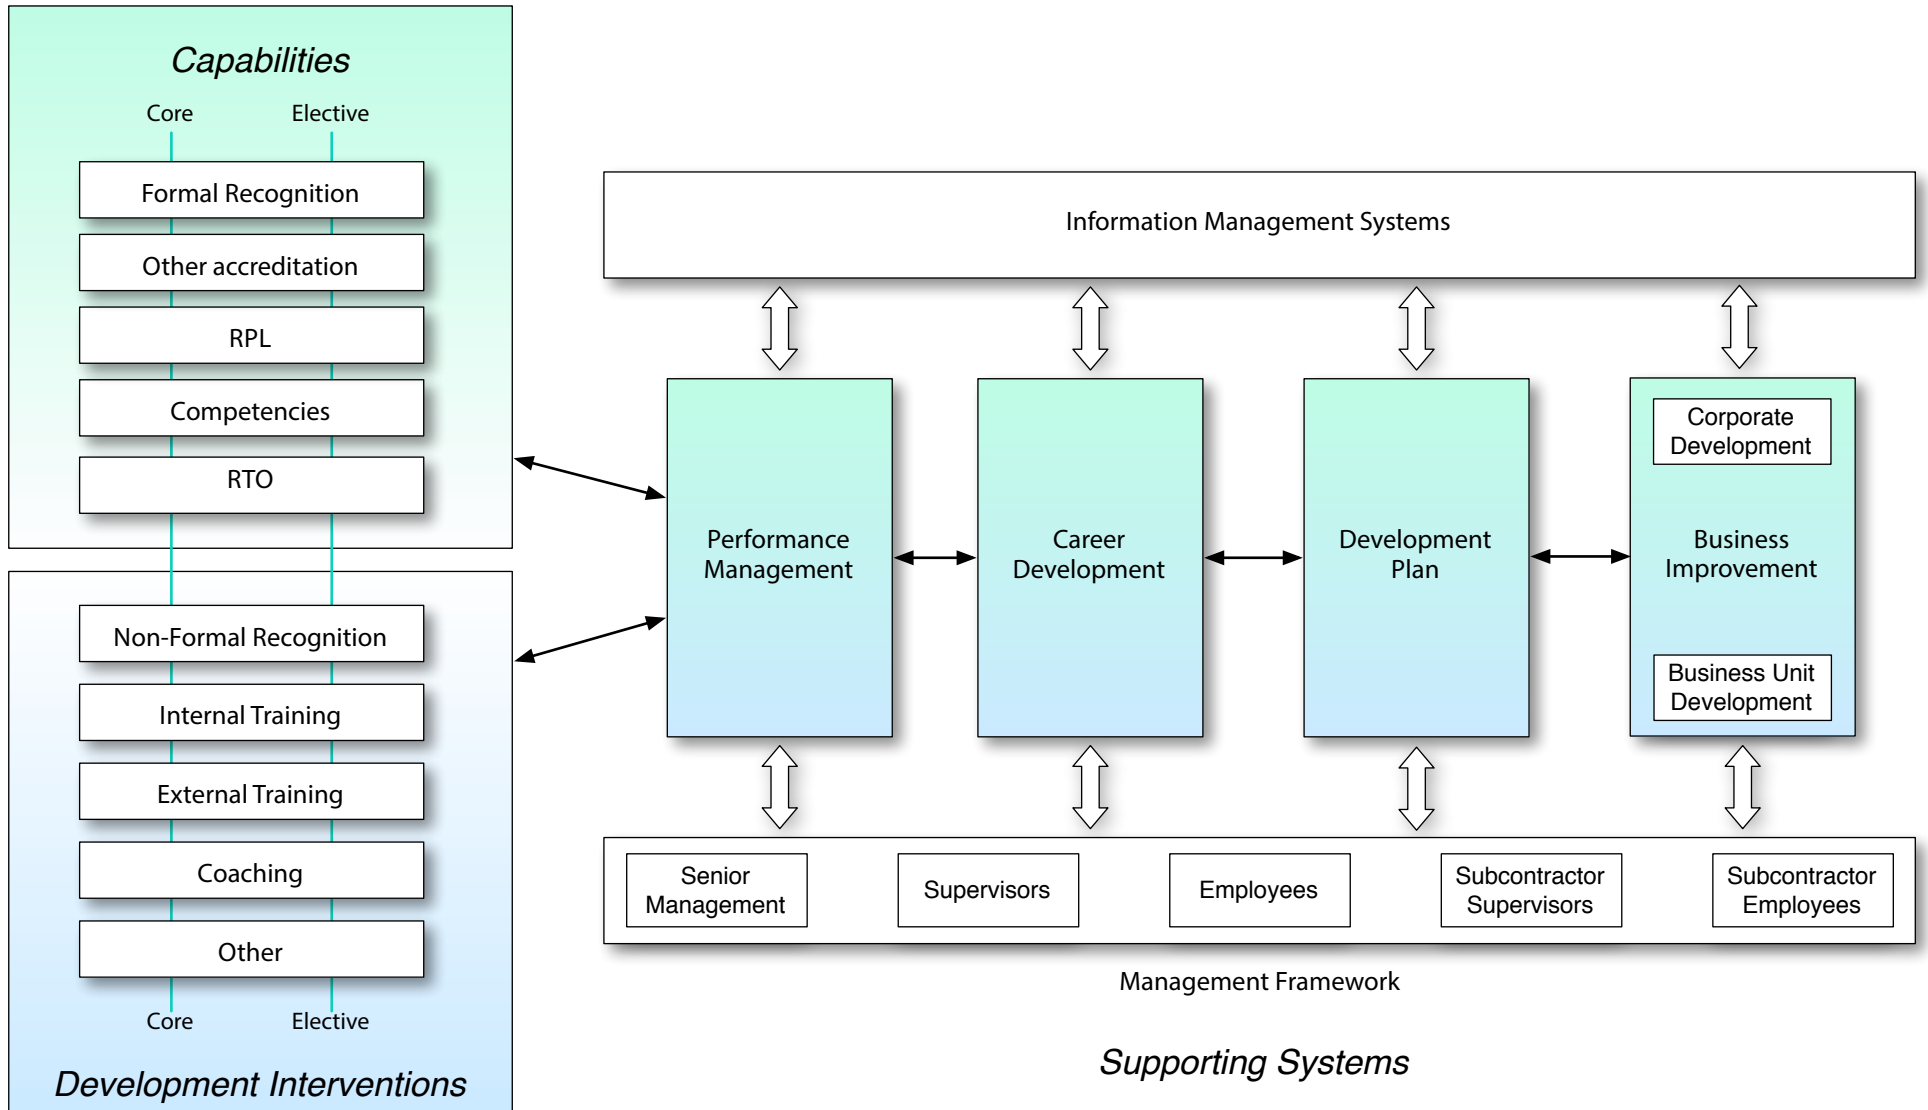 Capabilities
Core Elective
Formal Recognition
Other accreditation
RPL
Competencies
RTO
Non-Formal Recognition
Internal Training
External Training
Coaching
Other
Core Elective
Development Interventions
Information Management Systems
Performance
Management
Career
Development
Development
Plan
Corporate
Development
Business
Improvement
Business Unit
Development
Senior
Management
Supervisors
Employees
Subcontractor
Supervisors
Subcontractor
Employees
Management Framework
Supporting Systems